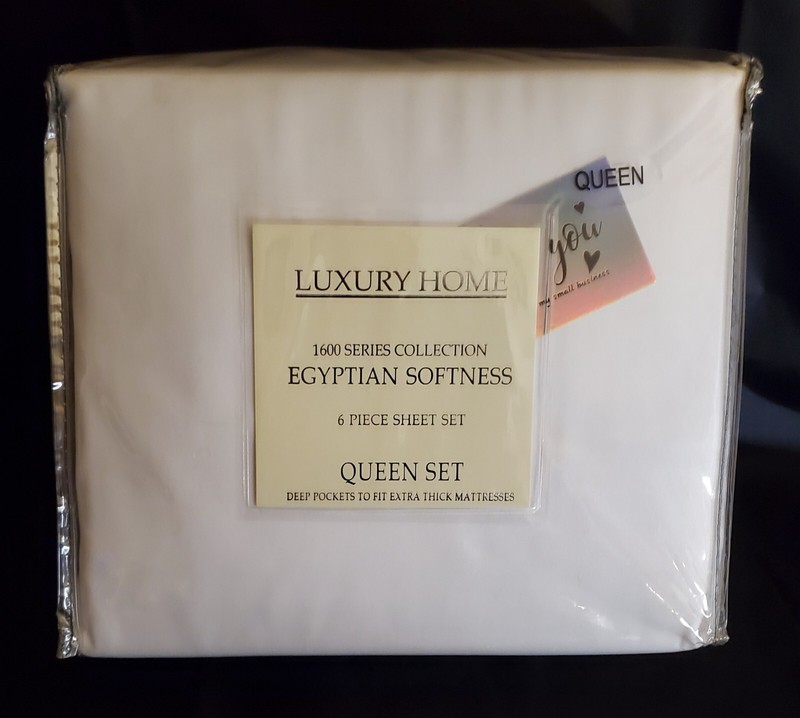 QUEEN
you
my small business
LUXURY HOME
1600 SERIES COLLECTION
EGYPTIAN SOFTNESS
6 PIECE SHEET SET
QUEEN SET
DEEP POCKETS TO FIT EXTRA THICK MATTRESSES